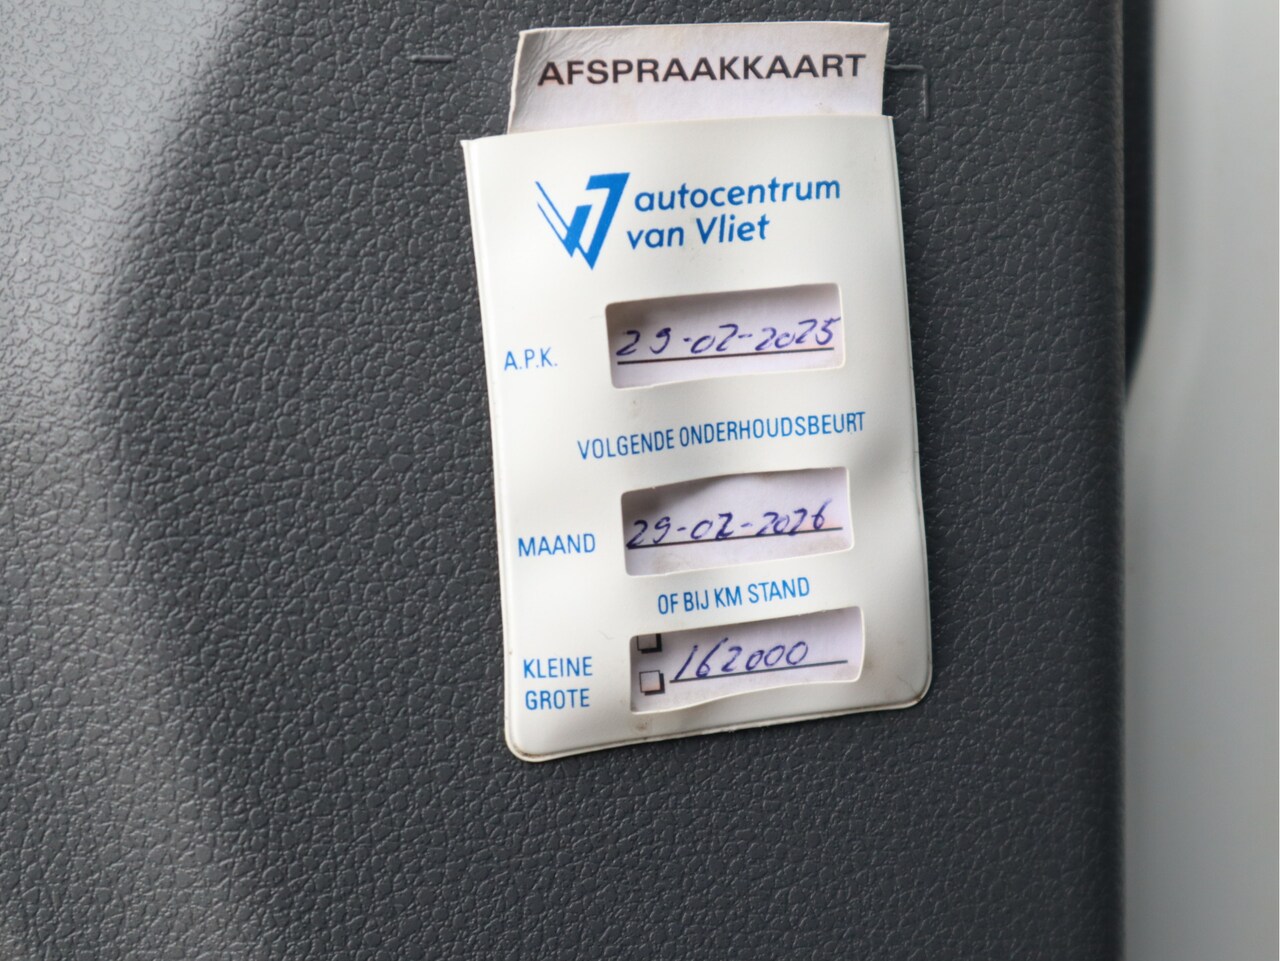 AFSPRAAKKAART
autocentrum
van Vliet
A.P.K. 29-02-2025
VOLGENDE ONDERHOUDSBEURT
MAAND 29-02-2026
OF BIJ KM STAND
KLEINE
GROTE 162000